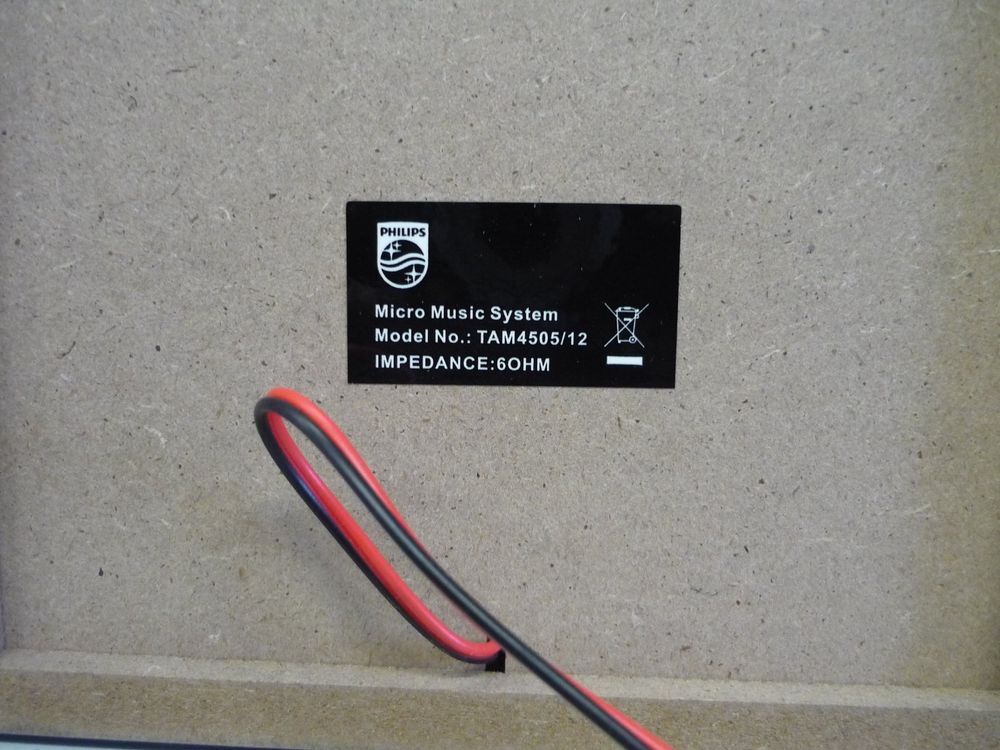 PHILIPS
Micro Music System
Model No.: TAM4505/12
IMPEDANCE:6OHM